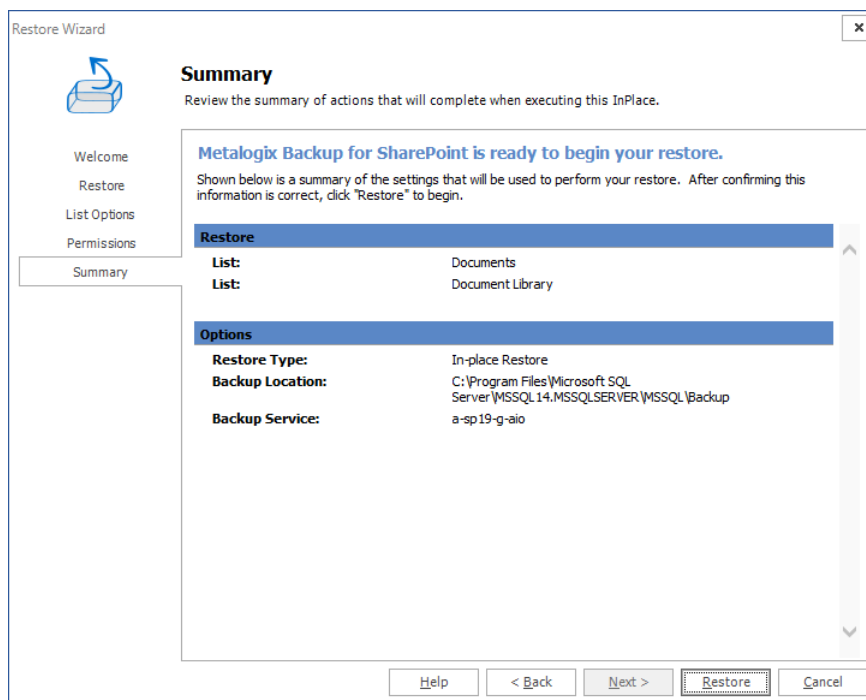 Restore Wizard
Summary
Review the summary of actions that will complete when executing this InPlace.
Welcome
Restore
List Options
Permissions
Summary
Metalogix Backup for SharePoint is ready to begin your restore.
Shown below is a summary of the settings that will be used to perform your restore. After confirming this
information is correct, click "Restore" to begin.
Restore
List: Documents
List: Document Library
Options
Restore Type: In-place Restore
Backup Location: C:\Program Files\Microsoft SQL
Server\MSSQL14.MSSQLSERVER\MSSQL\Backup
Backup Service: a-sp19-g-aio
Help < Back Next > Restore Cancel